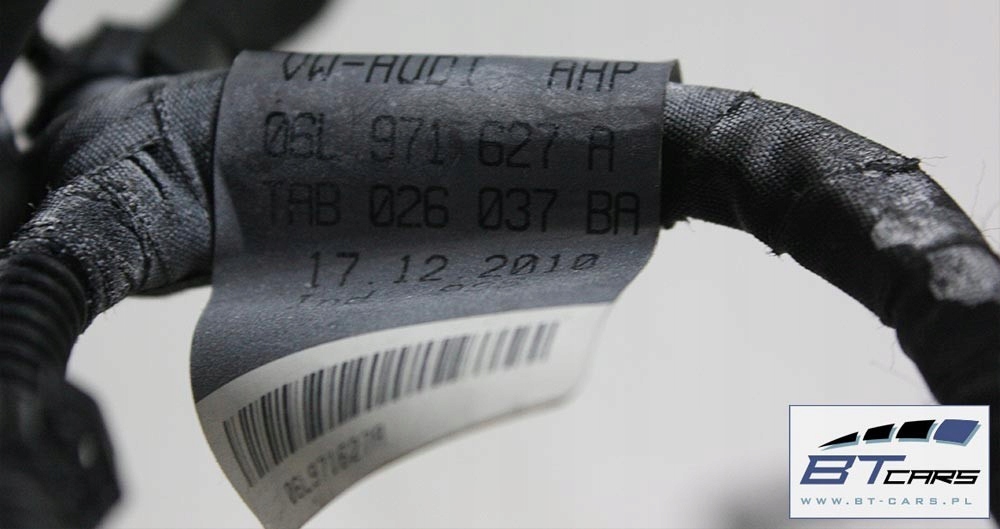 VW-AUDI AHP
06L 971 627 A
TAB 026 037 BA
17.12.2010
Ind
06L971627A
BT CARS
WWW.BT-CARS.PL